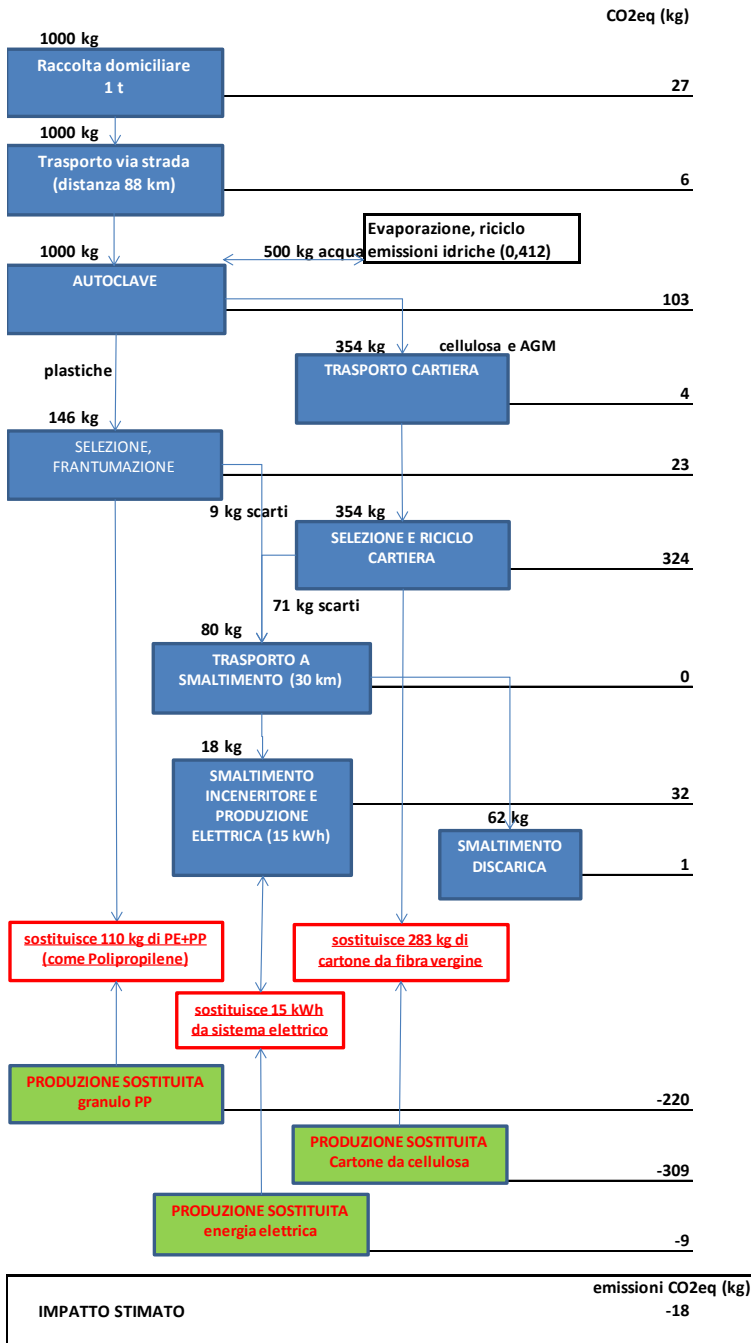 CO2eq (kg)
1000 kg
Raccolta domiciliare
1 t
27
1000 kg
Trasporto via strada
(distanza 88 km)
6
Evaporazione, riciclo
emissioni idriche (0,412)
500 kg acqua
1000 kg
AUTOCLAVE
103
354 kg
cellulosa e AGM
TRASPORTO CARTIERA
4
plastiche
146 kg
SELEZIONE,
FRANTUMAZIONE
23
9 kg scarti
354 kg
SELEZIONE E RICICLO
CARTIERA
324
71 kg scarti
80 kg
TRASPORTO A
SMALTIMENTO (30 km)
0
18 kg
SMALTIMENTO
INCENERITORE E
PRODUZIONE
ELETTRICA (15 kWh)
32
62 kg
SMALTIMENTO
DISCARICA
1
sostituisce 110 kg di PE+PP
(come Polipropilene)
sostituisce 283 kg di
cartone da fibra vergine
sostituisce 15 kWh
da sistema elettrico
PRODUZIONE SOSTITUITA
granulo PP
-220
PRODUZIONE SOSTITUITA
Cartone da cellulosa
-309
PRODUZIONE SOSTITUITA
energia elettrica
-9
emissioni CO2eq (kg)
IMPATTO STIMATO
-18